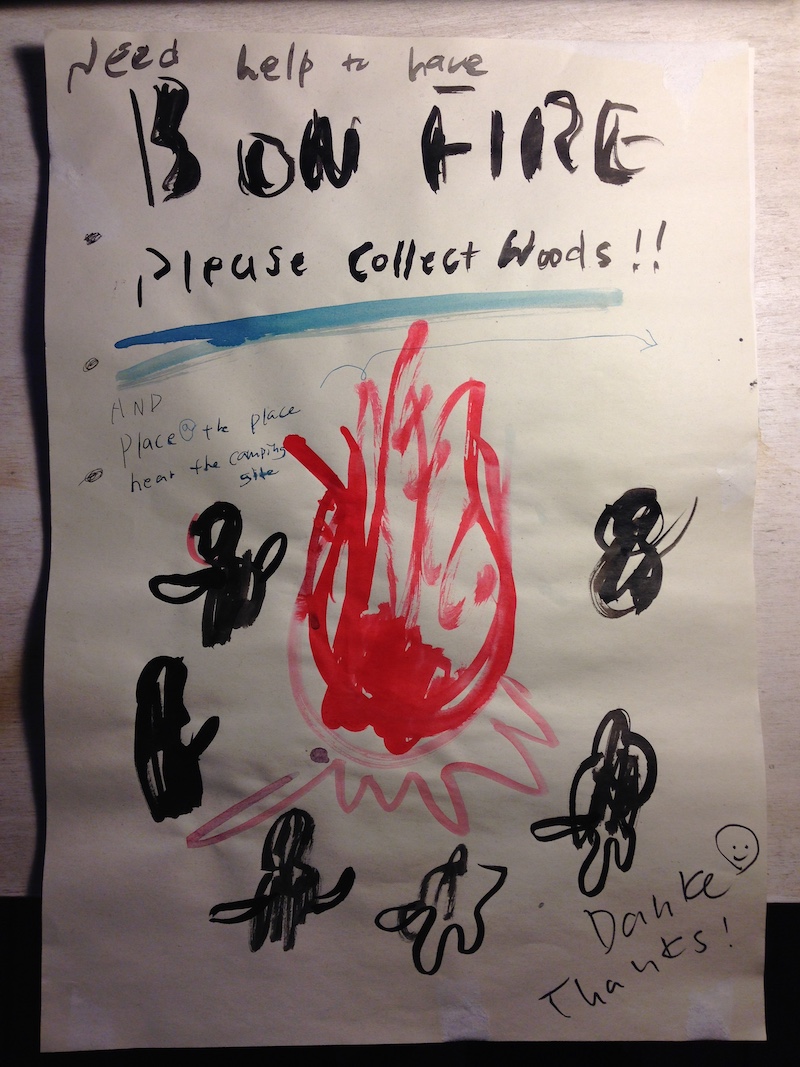 Need help to have
BON FIRE
Please collect Woods!!
AND
Place @ the place
near the camping
site
Danke
Thanks!